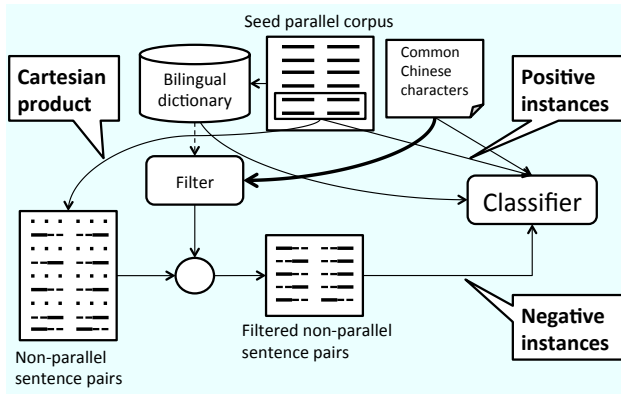 Seed parallel corpus
Cartesian
product
Bilingual
dictionary
Common
Chinese
characters
Positive
instances
Filter
Classifier
Filtered non-parallel
sentence pairs
Negative
instances
Non-parallel
sentence pairs